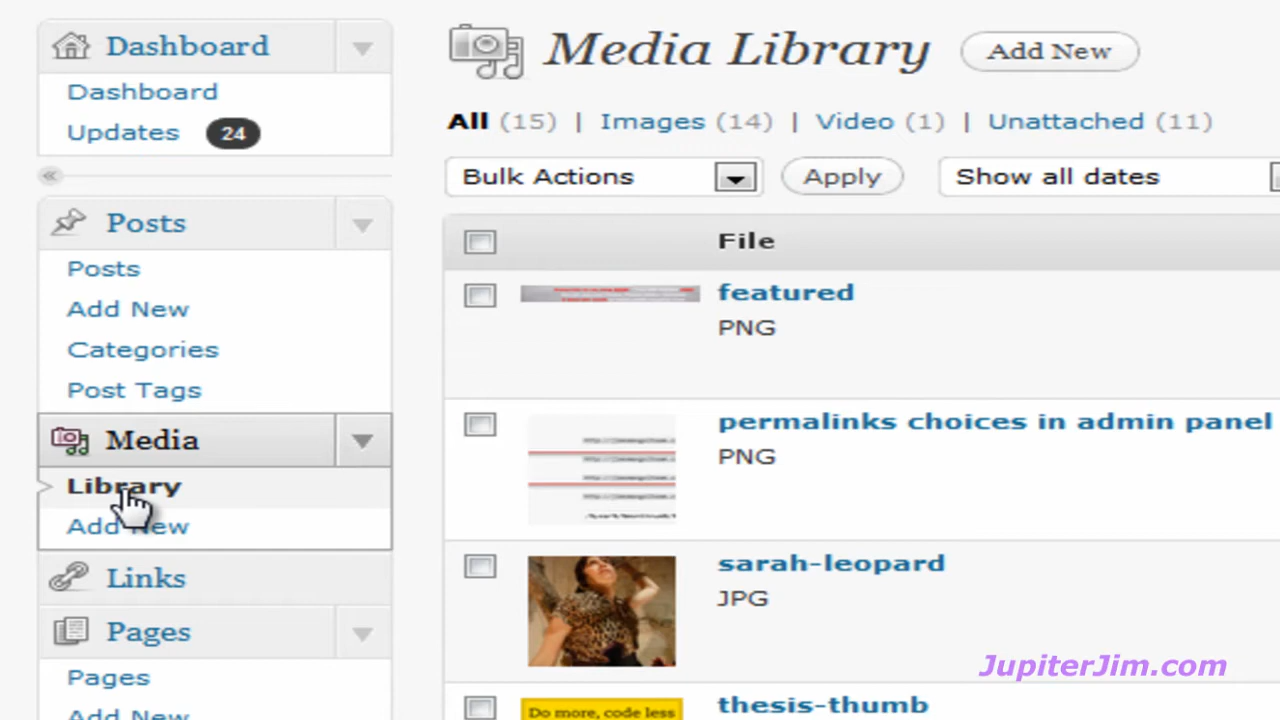 Dashboard
Dashboard
Updates 24
Posts
Posts
Add New
Categories
Post Tags
Media
Library
Add New
Links
Pages
Pages
Add New
Media Library Add New
All (15) | Images (14) | Video (1) | Unattached (11)
Bulk Actions Apply Show all dates
File
featured
PNG
permalinks choices in admin panel
PNG
sarah-leopard
JPG
Do more, code less thesis-thumb
JupiterJim.com